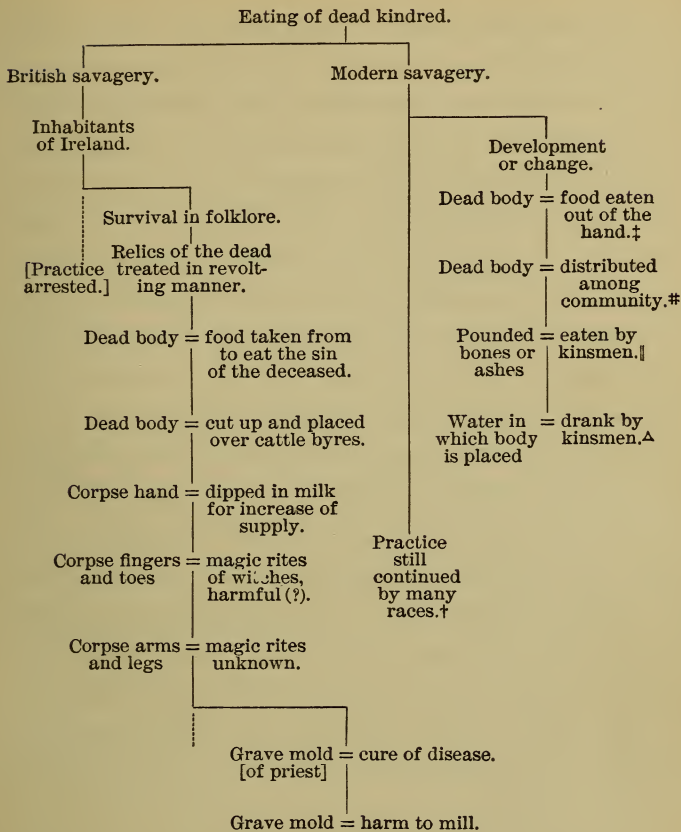 Eating of dead kindred.
British savagery.
Modern savagery.
Inhabitants
of Ireland.
Survival in folklore.
[Practice
arrested.]
Relics of the dead
treated in revolt-
ing manner.
Dead body = food taken from
to eat the sin
of the deceased.
Dead body = cut up and placed
over cattle byres.
Corpse hand = dipped in milk
for increase of
supply.
Corpse fingers = magic rites
and toes of witches,
harmful (?).
Corpse arms = magic rites
and legs unknown.
Grave mold = cure of disease.
[of priest]
Grave mold = harm to mill.
Development
or change.
Dead body = food eaten
out of the
hand.‡
Dead body = distributed
among
community.#
Pounded = eaten by
bones or kinsmen.‖
ashes
Water in = drank by
which body kinsmen.△
is placed
Practice
still
continued
by many
races.†